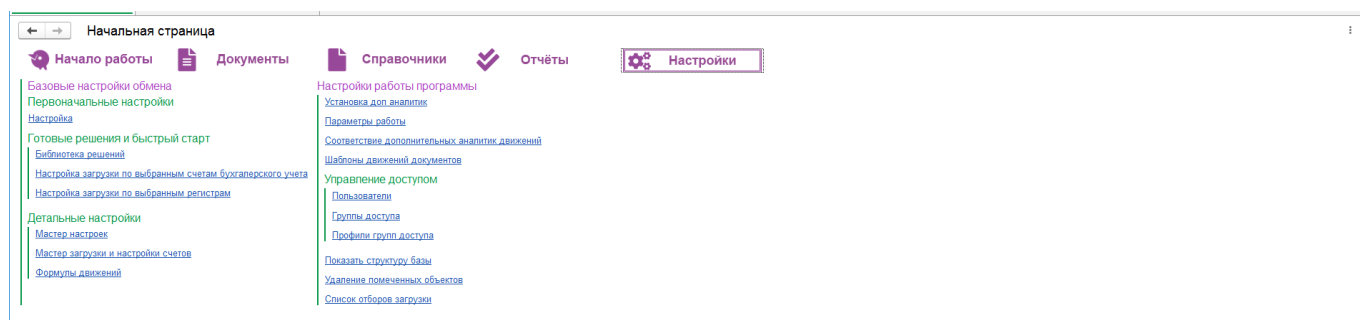 Начальная страница
Начало работы
Документы
Справочники
Отчёты
Настройки
Базовые настройки обмена
Первоначальные настройки
Настройка
Готовые решения и быстрый старт
Библиотека решений
Настройка загрузки по выбранным счетам бухгалерского учета
Настройка загрузки по выбранным регистрам
Детальные настройки
Мастер настроек
Мастер загрузки и настройки счетов
Формулы движений
Настройки работы программы
Установка доп аналитик
Параметры работы
Соответствие дополнительных аналитик движений
Шаблоны движений документов
Управление доступом
Пользователи
Группы доступа
Профили групп доступа
Показать структуру базы
Удаление помеченных объектов
Список отборов загрузки